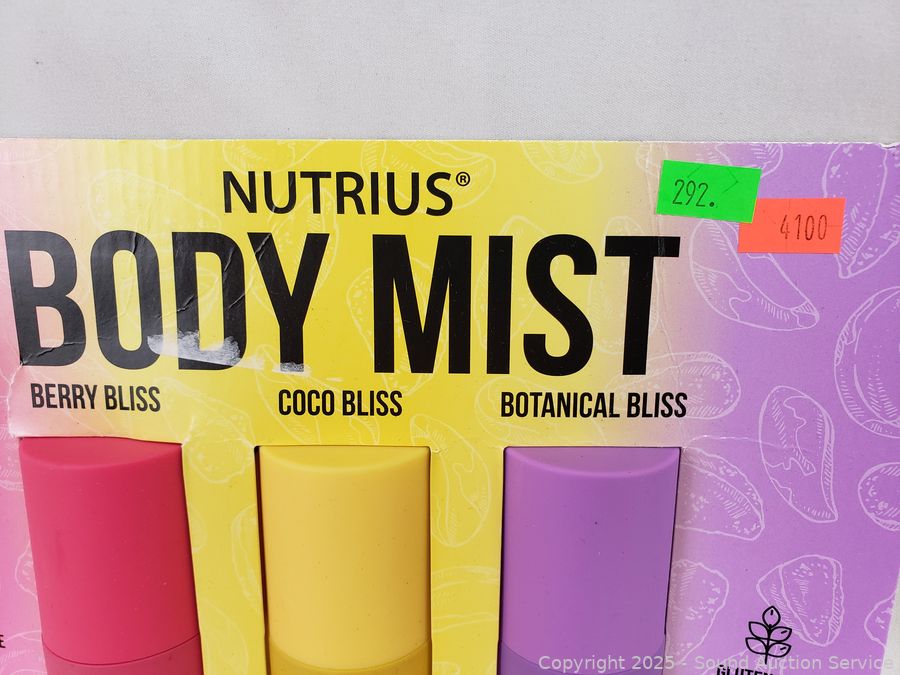 NUTRIUS®
292.
4100
BODY MIST
BERRY BLISS
COCO BLISS
BOTANICAL BLISS
Copyright 2025 - Sound Auction Service